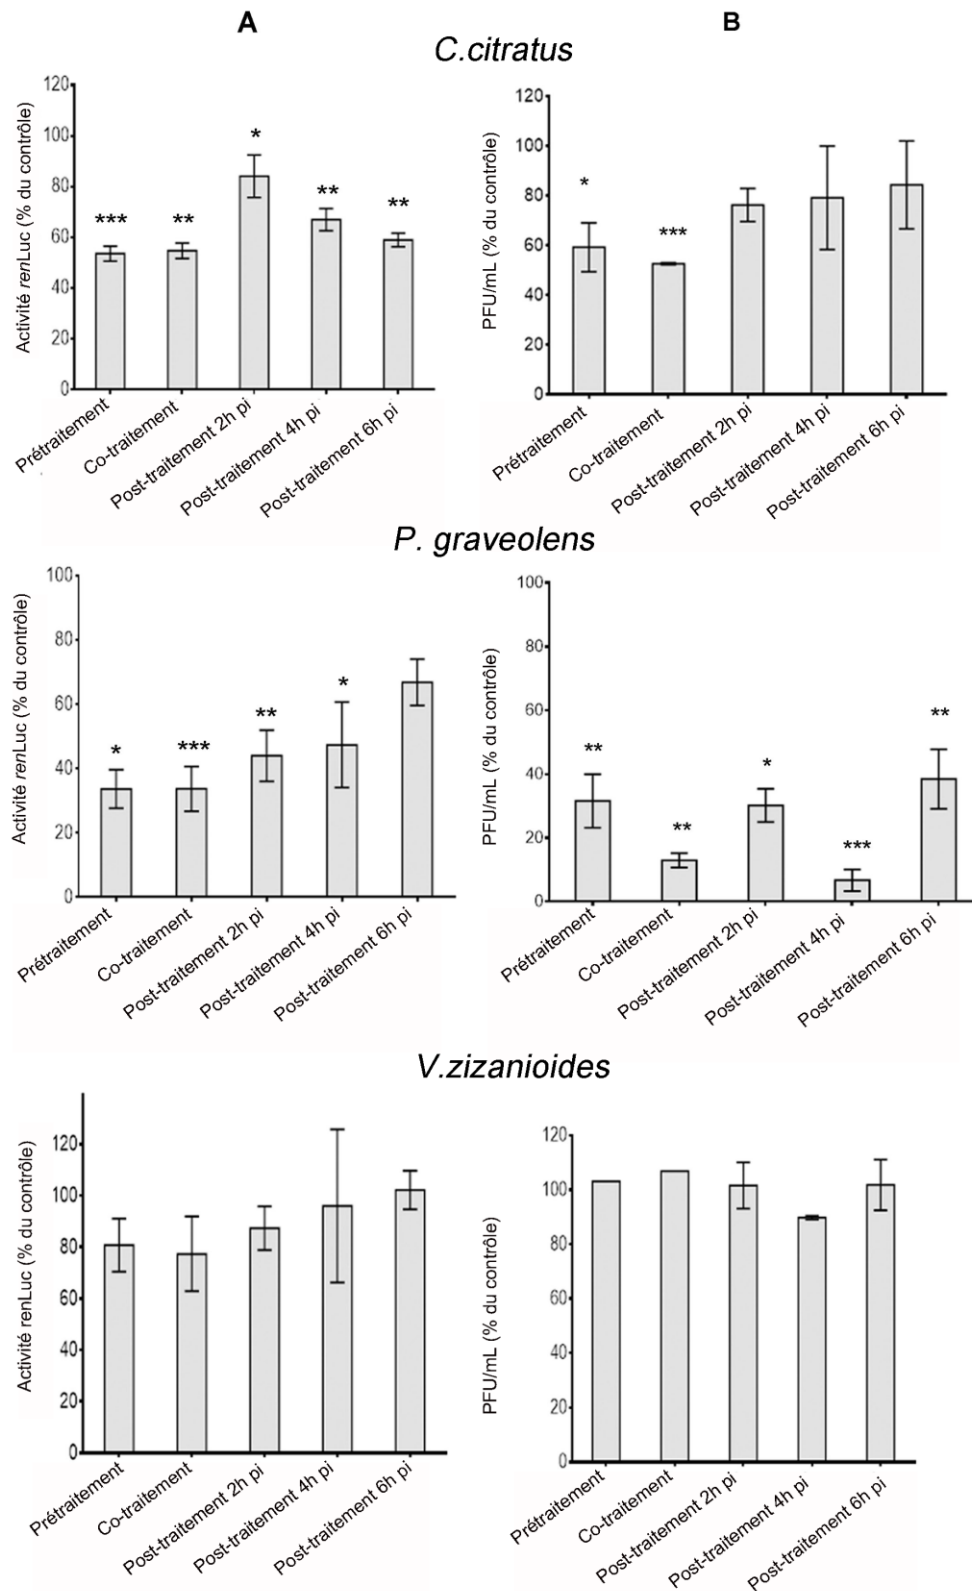 A
B
C.citratus
Activité renLuc (% du contrôle)
120
100
80
60
40
20
0
***
**
*
**
**
Prétraitement
Co-traitement
Post-traitement 2h pi
Post-traitement 4h pi
Post-traitement 6h pi
PFU/mL (% du contrôle)
120
100
80
60
40
20
0
*
***
Prétraitement
Co-traitement
Post-traitement 2h pi
Post-traitement 4h pi
Post-traitement 6h pi
P. graveolens
Activité renLuc (% du contrôle)
100
80
60
40
20
0
*
***
**
*
Prétraitement
Co-traitement
Post-traitement 2h pi
Post-traitement 4h pi
Post-traitement 6h pi
PFU/mL (% du contrôle)
100
80
60
40
20
0
**
**
*
***
**
Prétraitement
Co-traitement
Post-traitement 2h pi
Post-traitement 4h pi
Post-traitement 6h pi
V.zizanioides
Activité renLuc (% du contrôle)
120
100
80
60
40
20
0
Prétraitement
Co-traitement
Post-traitement 2h pi
Post-traitement 4h pi
Post-traitement 6h pi
PFU/mL (% du contrôle)
120
100
80
60
40
20
0
Prétraitement
Co-traitement
Post-traitement 2h pi
Post-traitement 4h pi
Post-traitement 6h pi